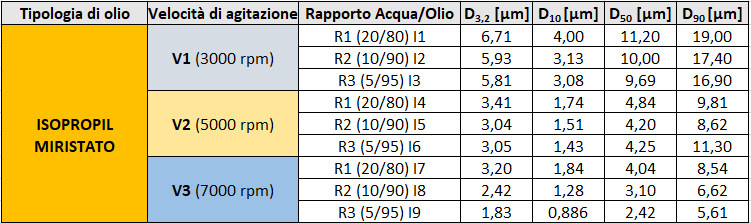 Tipologia di olio Velocità di agitazione Rapporto Acqua/Olio D3,2 [µm] D10 [µm] D50 [µm] D90 [µm]
ISOPROPIL MIRISTATO
V1 (3000 rpm)
R1 (20/80) I1 6,71 4,00 11,20 19,00
R2 (10/90) I2 5,93 3,13 10,00 17,40
R3 (5/95) I3 5,81 3,08 9,69 16,90
V2 (5000 rpm)
R1 (20/80) I4 3,41 1,74 4,84 9,81
R2 (10/90) I5 3,04 1,51 4,20 8,62
R3 (5/95) I6 3,05 1,43 4,25 11,30
V3 (7000 rpm)
R1 (20/80) I7 3,20 1,84 4,04 8,54
R2 (10/90) I8 2,42 1,28 3,10 6,62
R3 (5/95) I9 1,83 0,886 2,42 5,61